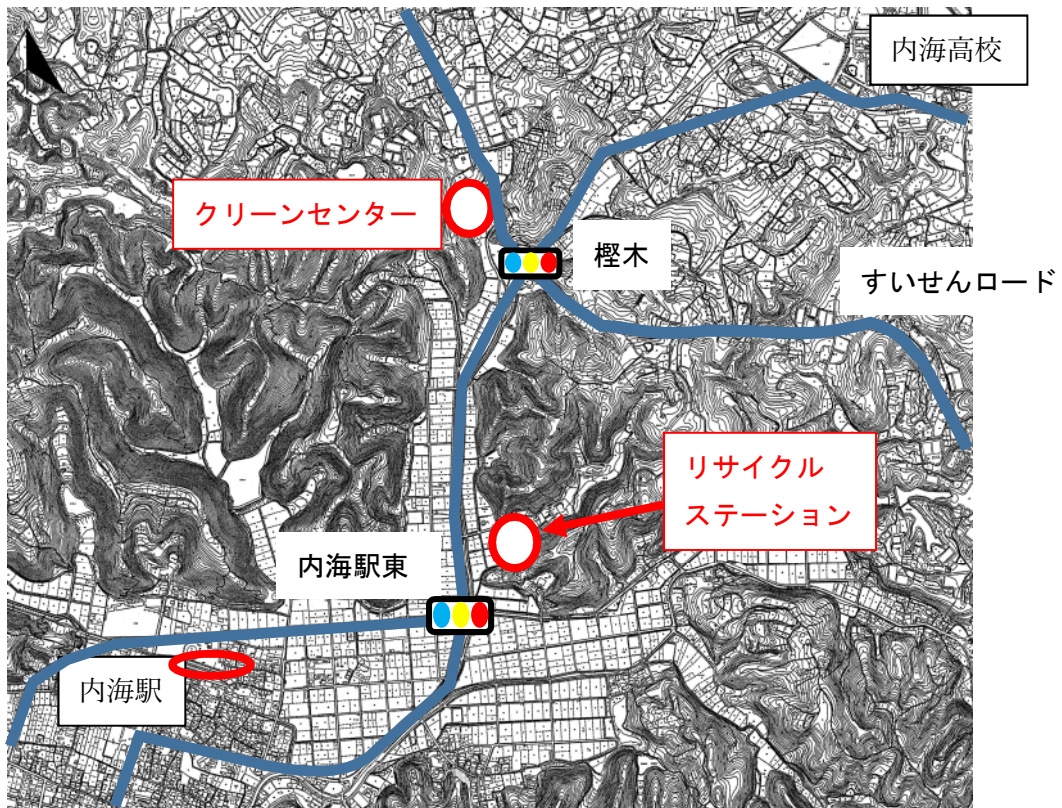 内海高校
クリーンセンター
樫木
すいせんロード
リサイクル
ステーション
内海駅東
内海駅